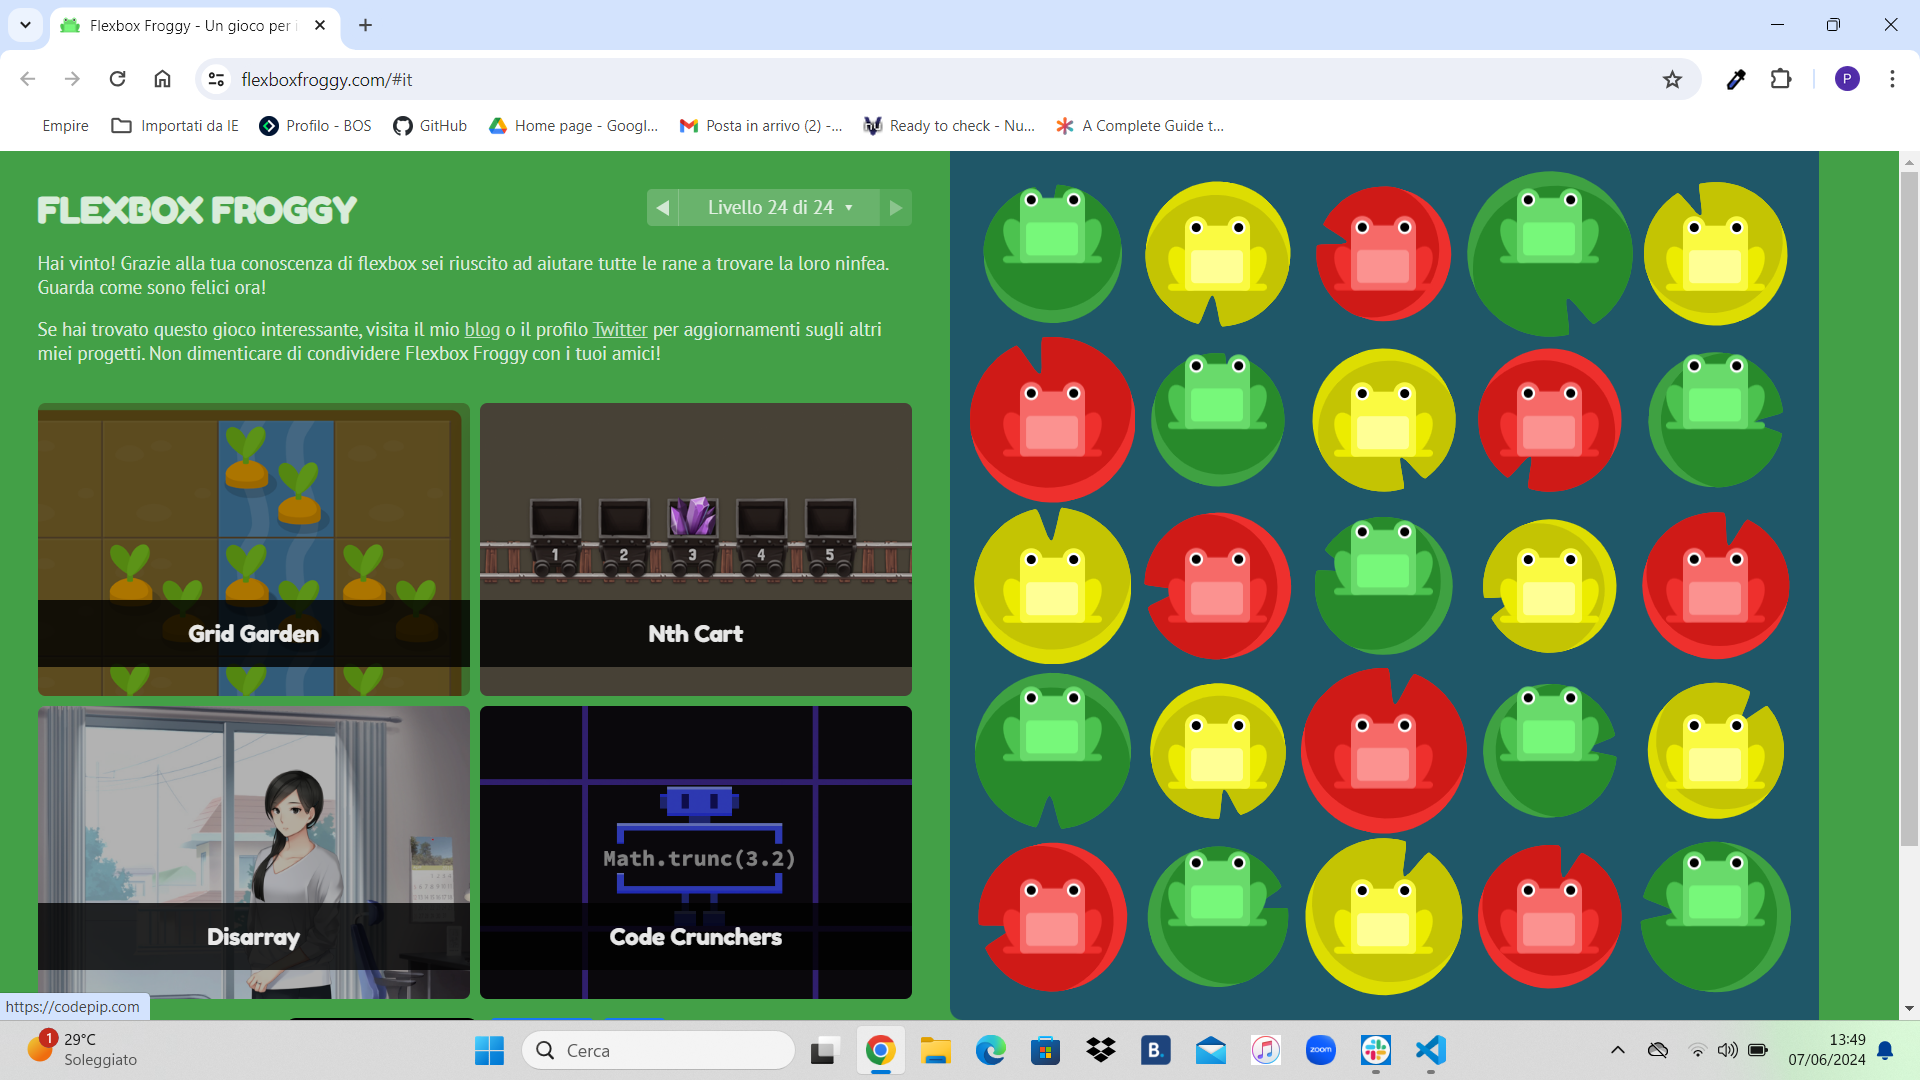 Flexbox Froggy - Un gioco per i
flexboxfroggy.com/#it
P
Empire
Importati da IE
Profilo - BOS
GitHub
Home page - Googl...
Posta in arrivo (2) -...
nu
Ready to check - Nu...
A Complete Guide t...
FLEXBOX FROGGY
Livello 24 di 24
Hai vinto! Grazie alla tua conoscenza di flexbox sei riuscito ad aiutare tutte le rane a trovare la loro ninfea.
Guarda come sono felici ora!
Se hai trovato questo gioco interessante, visita il mio blog o il profilo Twitter per aggiornamenti sugli altri
miei progetti. Non dimenticare di condividere Flexbox Froggy con i tuoi amici!
1 2 3 4 5
Grid Garden
Nth Cart
Math.trunc(3.2)
Disarray
Code Crunchers
https://codepip.com
1
29°C
Soleggiato
Cerca
B.
zoom
13:49
07/06/2024